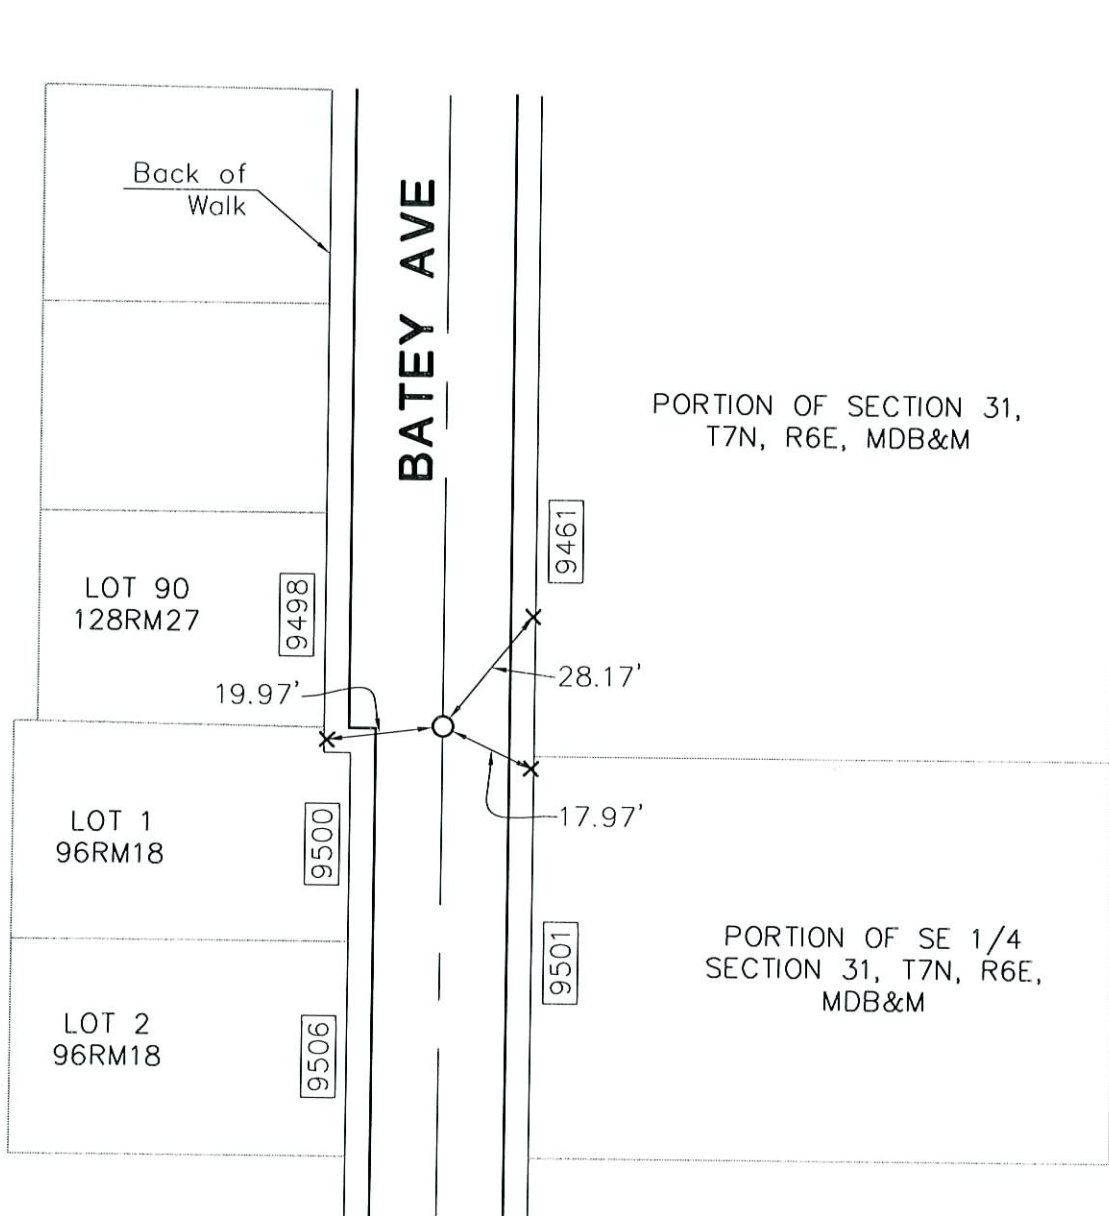 Back of
Walk
BATEY AVE
PORTION OF SECTION 31,
T7N, R6E, MDB&M
9461
LOT 90
128RM27
9498
28.17'
19.97'
17.97'
LOT 1
96RM18
9500
9501
PORTION OF SE 1/4
SECTION 31, T7N, R6E,
MDB&M
LOT 2
96RM18
9506